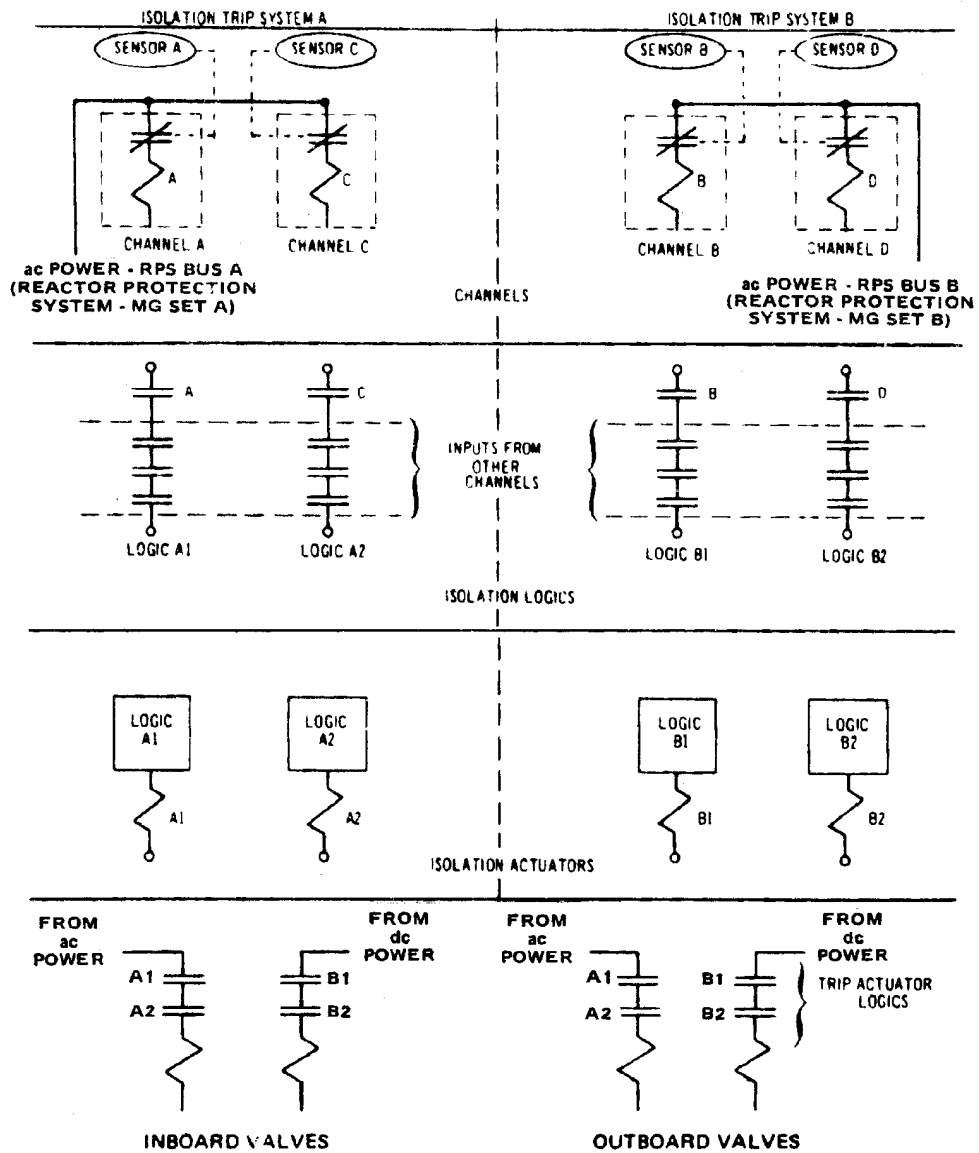 ISOLATION TRIP SYSTEM A
ISOLATION TRIP SYSTEM B
SENSOR A
SENSOR C
SENSOR B
SENSOR D
A
C
B
D
CHANNEL A
CHANNEL C
CHANNEL B
CHANNEL D
ac POWER - RPS BUS A
(REACTOR PROTECTION
SYSTEM - MG SET A)
CHANNELS
ac POWER - RPS BUS B
(REACTOR PROTECTION
SYSTEM - MG SET B)
A
C
B
D
INPUTS FROM
OTHER
CHANNELS
LOGIC A1
LOGIC A2
LOGIC B1
LOGIC B2
ISOLATION LOGICS
LOGIC
A1
LOGIC
A2
LOGIC
B1
LOGIC
B2
A1
A2
B1
B2
ISOLATION ACTUATORS
FROM
ac
POWER
FROM
dc
POWER
FROM
ac
POWER
FROM
dc
POWER
A1
B1
A1
B1
A2
B2
A2
B2
TRIP ACTUATOR
LOGICS
INBOARD VALVES
OUTBOARD VALVES